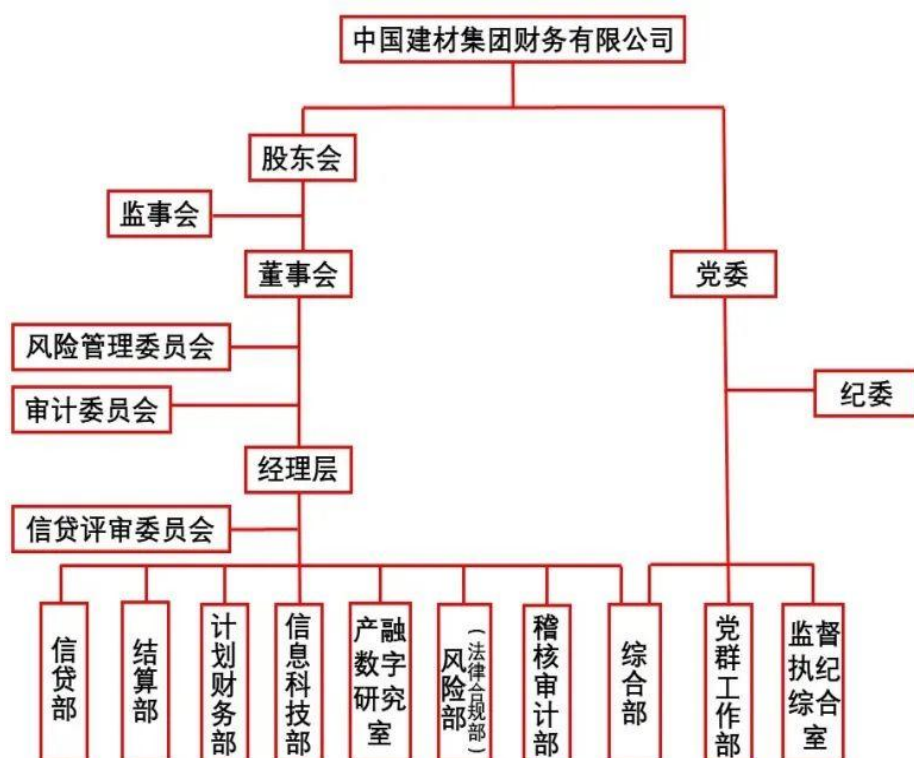 中国建材集团财务有限公司
股东会
监事会
董事会
党委
风险管理委员会
纪委
审计委员会
经理层
信贷评审委员会
信贷部
结算部
计划财务部
信息科技部
产融数字研究室
风险部(法律合规部)
稽核审计部
综合部
党群工作部
监督执纪综合室